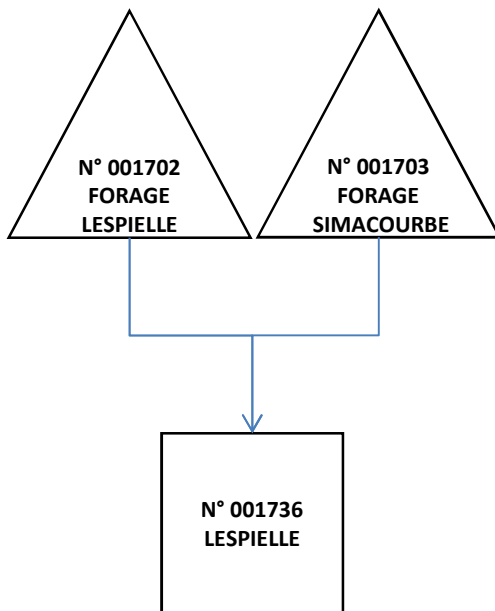 N° 001702
FORAGE
LESPIELLE
N° 001703
FORAGE
SIMACOURBE
N° 001736
LESPIELLE